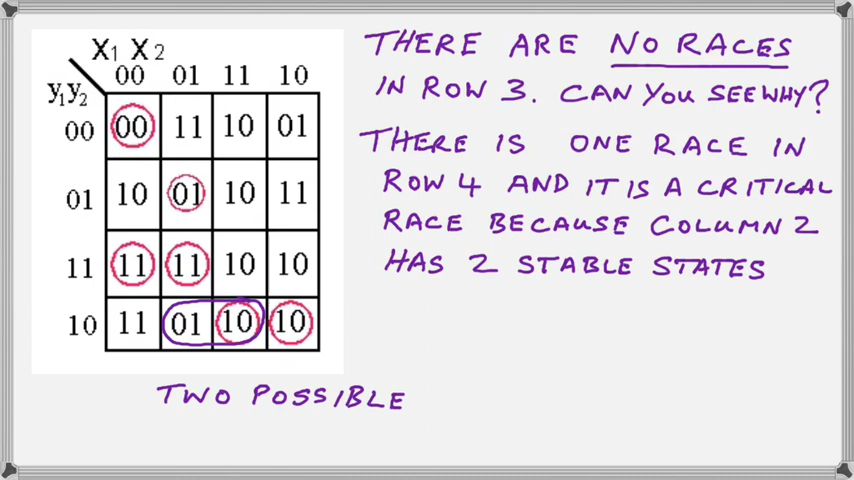 X1 X2
00 01 11 10
y1y2
00 00 11 10 01
01 10 01 10 11
11 11 11 10 10
10 11 01 10 10
THERE ARE NO RACES
IN ROW 3. CAN YOU SEE WHY?
THERE IS ONE RACE IN
ROW 4 AND IT IS A CRITICAL
RACE BECAUSE COLUMN 2
HAS 2 STABLE STATES
TWO POSSIBLE